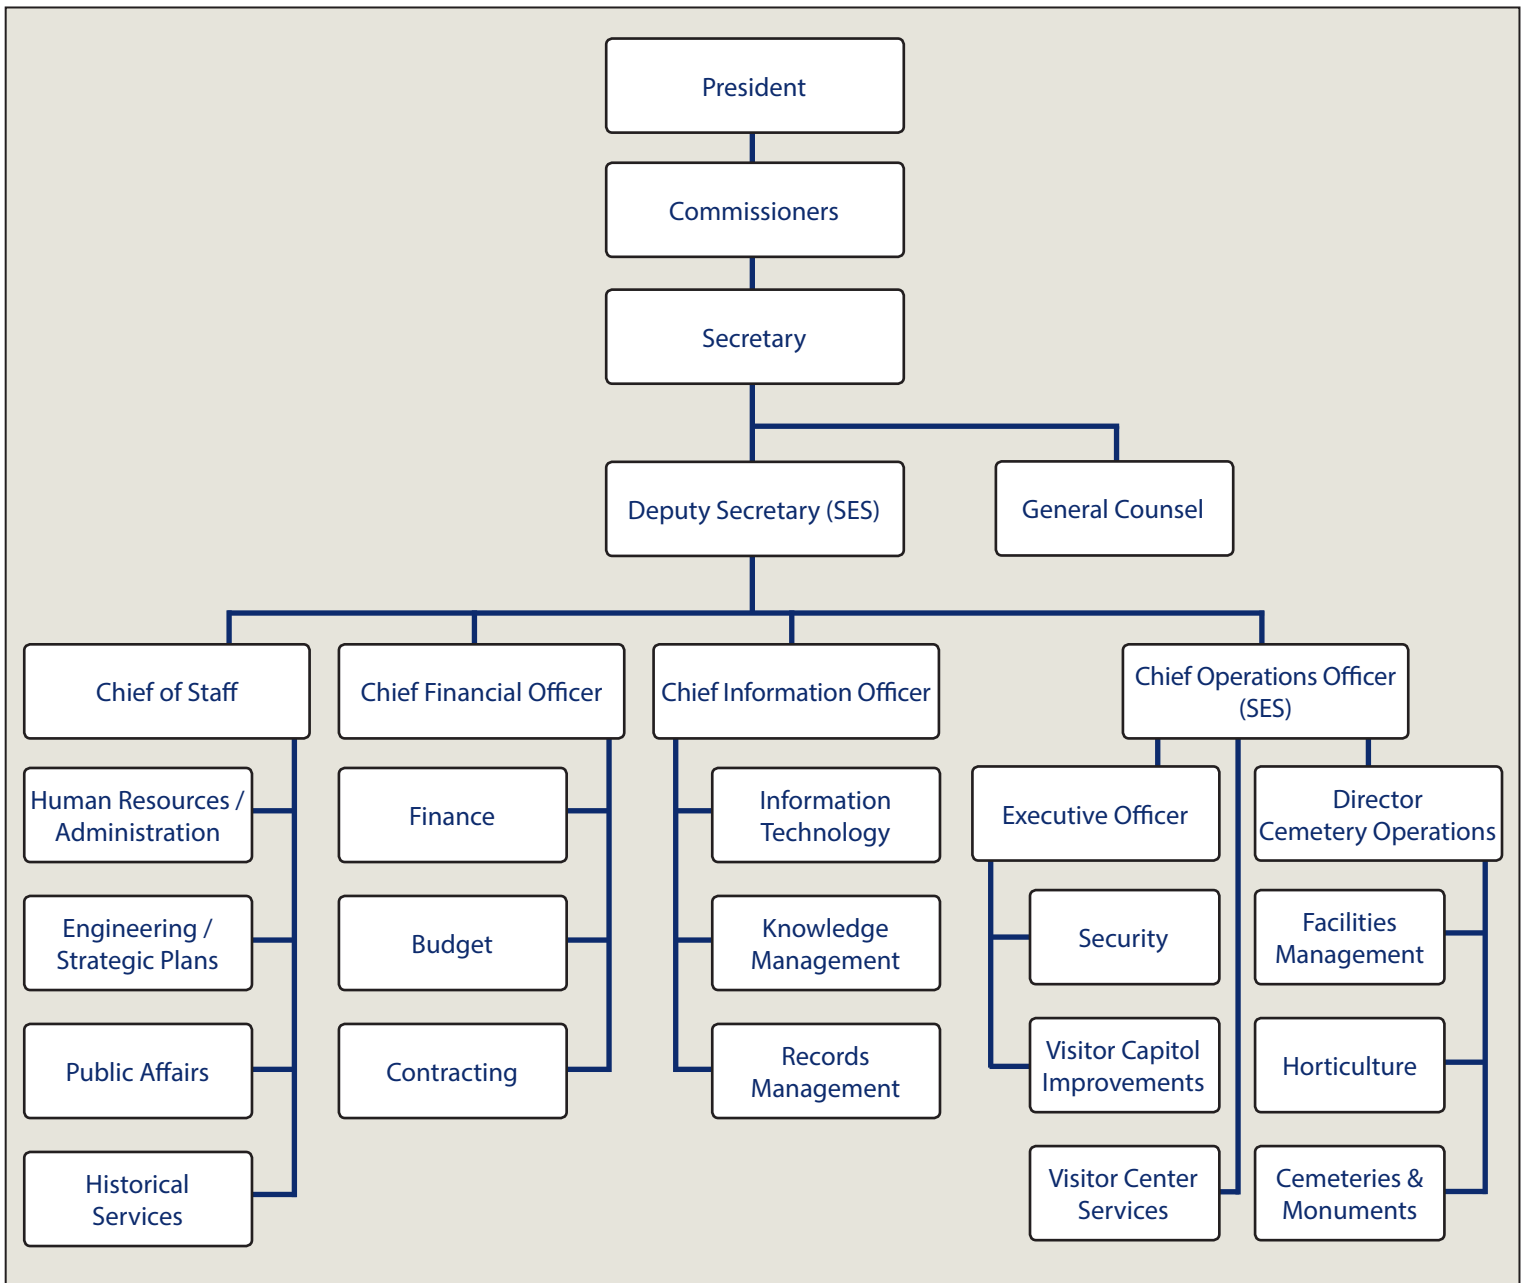 President
Commissioners
Secretary
Deputy Secretary (SES)
General Counsel
Chief of Staff
Chief Financial Officer
Chief Information Officer
Chief Operations Officer
(SES)
Human Resources /
Administration
Engineering /
Strategic Plans
Public Affairs
Historical
Services
Finance
Budget
Contracting
Information
Technology
Knowledge
Management
Records
Management
Executive Officer
Security
Visitor Capitol
Improvements
Visitor Center
Services
Director
Cemetery Operations
Facilities
Management
Horticulture
Cemeteries &
Monuments